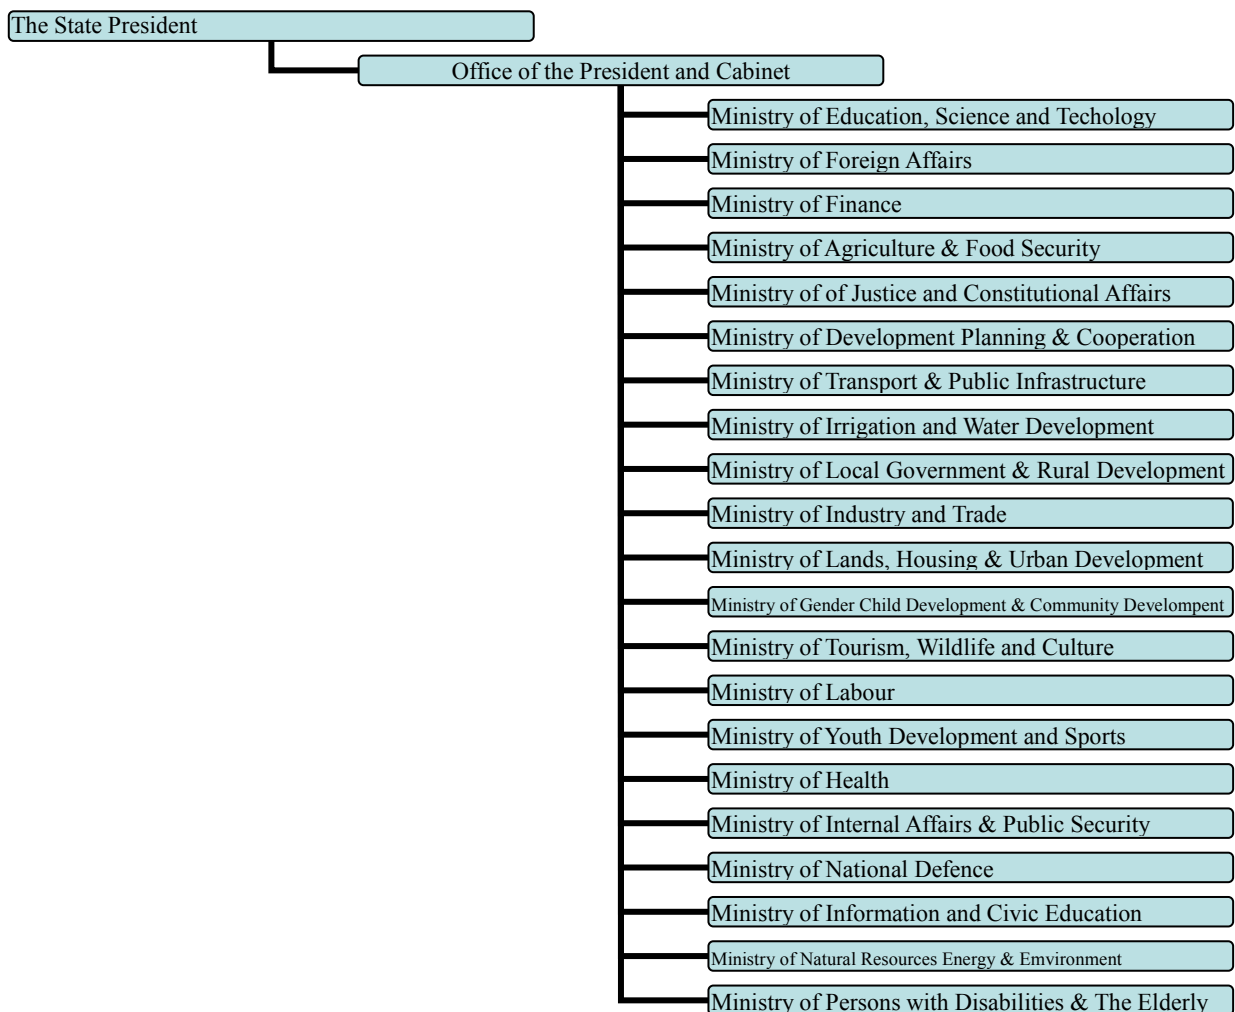 The State President
Office of the President and Cabinet
Ministry of Education, Science and Techology
Ministry of Foreign Affairs
Ministry of Finance
Ministry of Agriculture & Food Security
Ministry of of Justice and Constitutional Affairs
Ministry of Development Planning & Cooperation
Ministry of Transport & Public Infrastructure
Ministry of Irrigation and Water Development
Ministry of Local Government & Rural Development
Ministry of Industry and Trade
Ministry of Lands, Housing & Urban Development
Ministry of Gender Child Development & Community Develompent
Ministry of Tourism, Wildlife and Culture
Ministry of Labour
Ministry of Youth Development and Sports
Ministry of Health
Ministry of Internal Affairs & Public Security
Ministry of National Defence
Ministry of Information and Civic Education
Ministry of Natural Resources Energy & Emvironment
Ministry of Persons with Disabilities & The Elderly